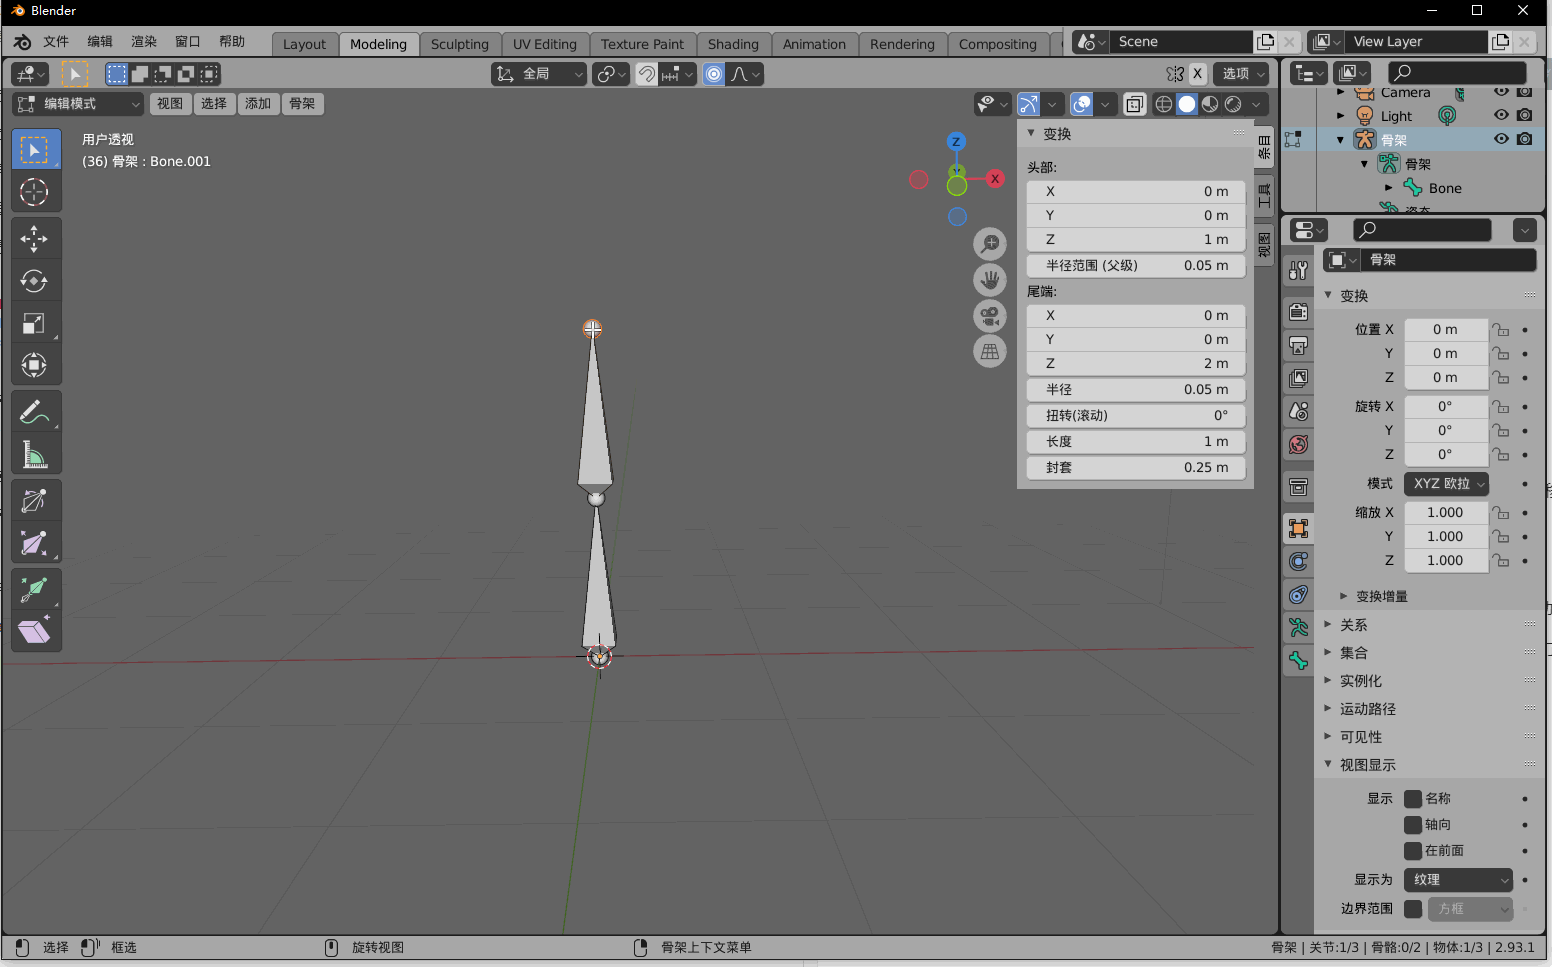 Blender
文件 编辑 渲染 窗口 帮助 Layout Modeling Sculpting UV Editing Texture Paint Shading Animation Rendering Compositing Scene View Layer
全局 X 选项
编辑模式 视图 选择 添加 骨架
用户透视
(36) 骨架 : Bone.001
Z
X
变换
头部:
X 0 m
Y 0 m
Z 1 m
半径范围 (父级) 0.05 m
尾端:
X 0 m
Y 0 m
Z 2 m
半径 0.05 m
扭转(滚动) 0°
长度 1 m
封套 0.25 m
条目
工具
视图
Camera
Light
骨架
骨架
Bone
骨架
变换
位置 X 0 m
Y 0 m
Z 0 m
旋转 X 0°
Y 0°
Z 0°
模式 XYZ 欧拉
缩放 X 1.000
Y 1.000
Z 1.000
变换增量
关系
集合
实例化
运动路径
可见性
视图显示
显示 名称
轴向
在前面
显示为 纹理
边界范围 方框
选择 框选 旋转视图 骨架上下文菜单 骨架 | 关节:1/3 | 骨骼:0/2 | 物体:1/3 | 2.93.1